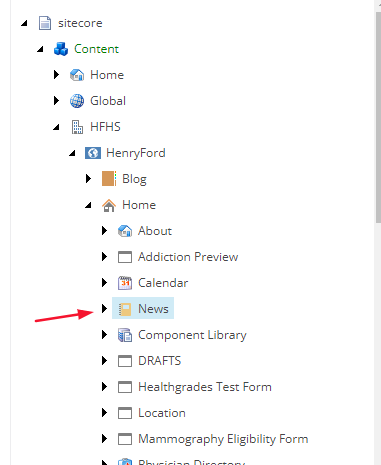 sitecore
Content
Home
Global
HFHS
HenryFord
Blog
Home
About
Addiction Preview
Calendar
News
Component Library
DRAFTS
Healthgrades Test Form
Location
Mammography Eligibility Form
Physician Directory